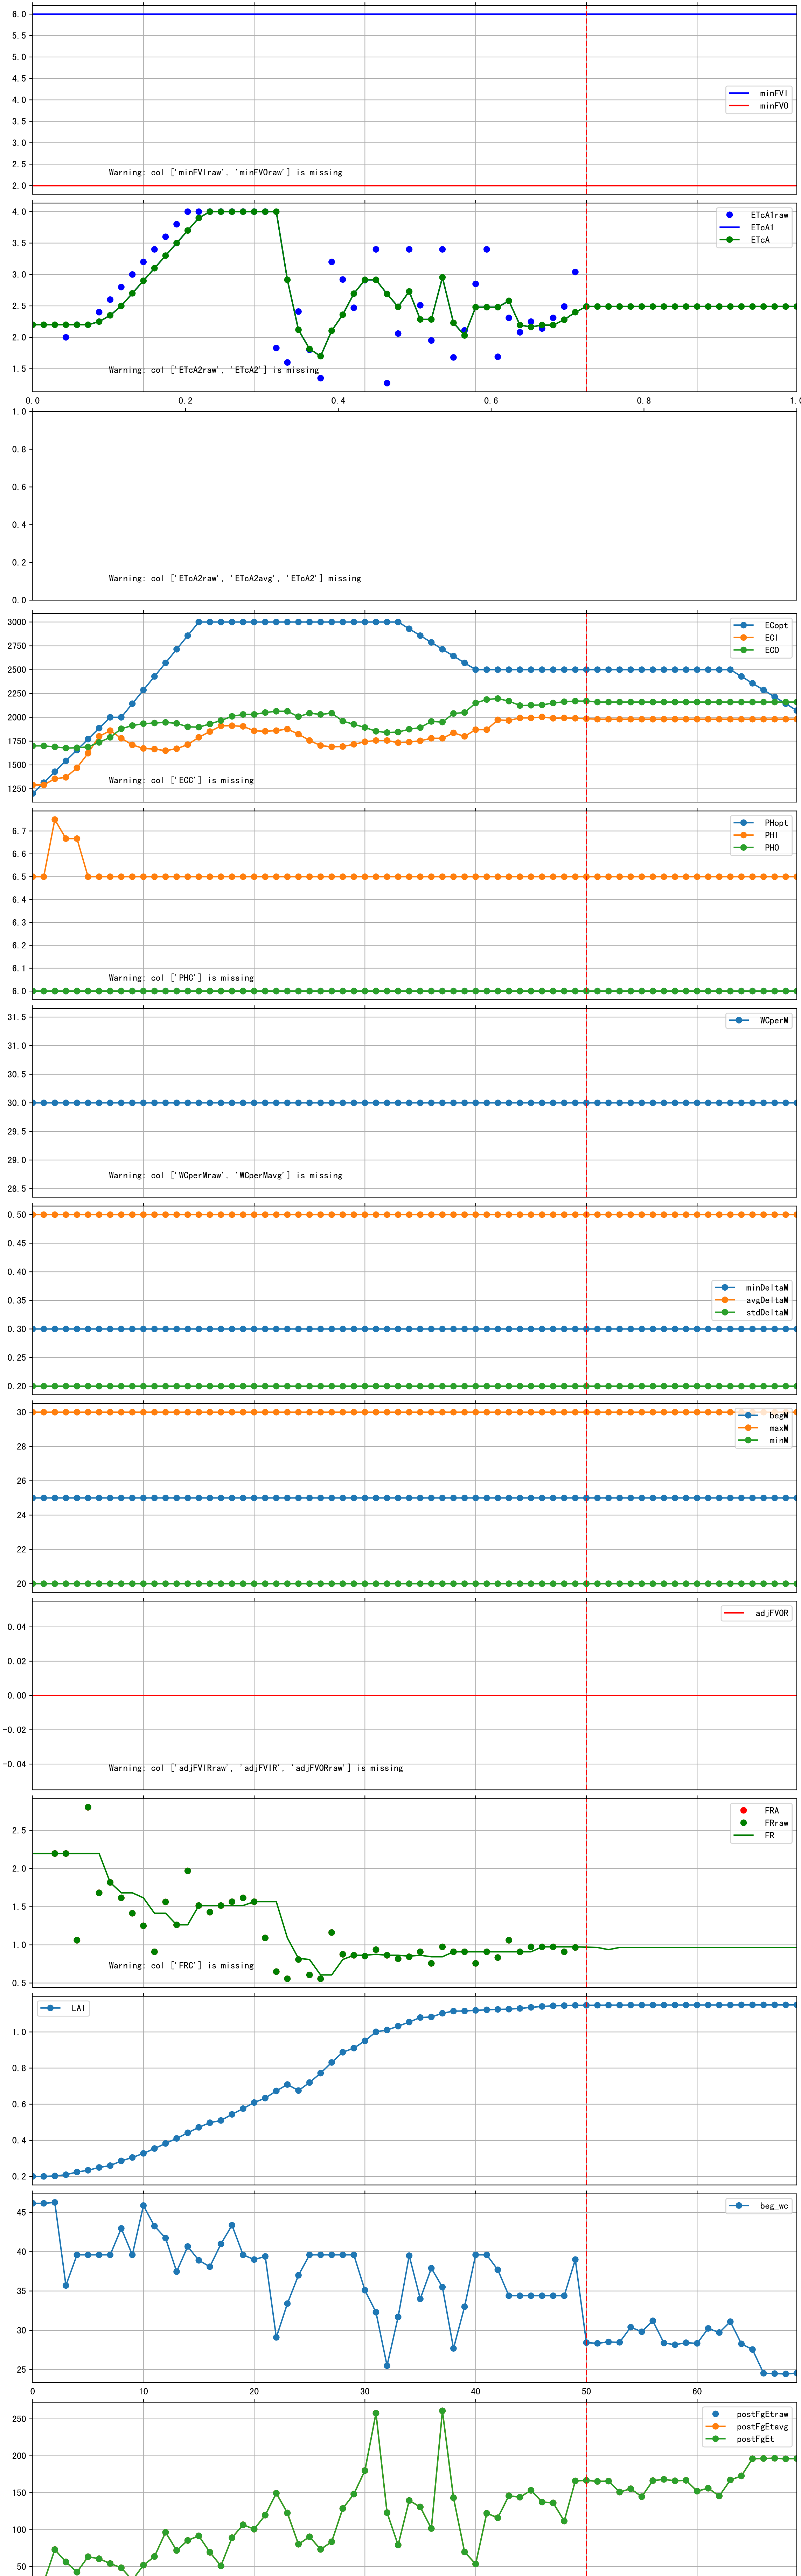 6.0
5.5
5.0
4.5
4.0
3.5
3.0
2.5
2.0
minFVI
minFVO
Warning: col ['minFVIraw', 'minFVOraw'] is missing
4.0
3.5
3.0
2.5
2.0
1.5
ETcA1raw
ETcA1
ETcA
Warning: col ['ETcA2raw', 'ETcA2'] is missing
0.0 0.2 0.4 0.6 0.8 1.0
1.0
0.8
0.6
0.4
0.2
0.0
Warning: col ['ETcA2raw', 'ETcA2avg', 'ETcA2'] missing
3000
2750
2500
2250
2000
1750
1500
1250
ECopt
ECI
ECO
Warning: col ['ECC'] is missing
6.7
6.6
6.5
6.4
6.3
6.2
6.1
6.0
PHopt
PHI
PHO
Warning: col ['PHC'] is missing
31.5
31.0
30.5
30.0
29.5
29.0
28.5
WCperM
Warning: col ['WCperMraw', 'WCperMavg'] is missing
0.50
0.45
0.40
0.35
0.30
0.25
0.20
minDeltaM
avgDeltaM
stdDeltaM
30
28
26
24
22
20
begM
maxM
minM
0.04
0.02
0.00
-0.02
-0.04
adjFVOR
Warning: col ['adjFVIRraw', 'adjFVIR', 'adjFVORraw'] is missing
2.5
2.0
1.5
1.0
0.5
FRA
FRraw
FR
Warning: col ['FRC'] is missing
1.0
0.8
0.6
0.4
0.2
LAI
45
40
35
30
25
beg_wc
0 10 20 30 40 50 60
250
200
150
100
50
postFgEtraw
postFgEtavg
postFgEt